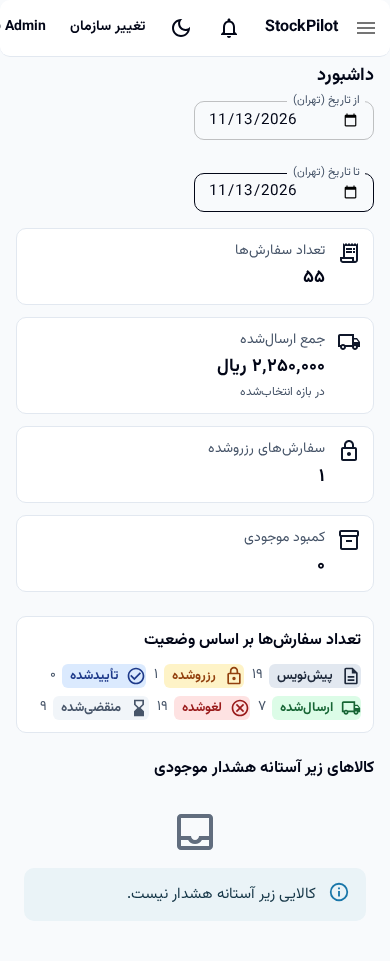 StockPilot تغییر سازمان Admin
داشبورد
از تاریخ (تهران)
11/13/2026
تا تاریخ (تهران)
11/13/2026
تعداد سفارش‌ها
۵۵
جمع ارسال‌شده
۲,۲۵۰,۰۰۰ ریال
در بازه انتخاب‌شده
سفارش‌های رزروشده
۱
کمبود موجودی
۰
تعداد سفارش‌ها بر اساس وضعیت
پیش‌نویس ۱۹ رزروشده ۱ تأییدشده ۰
ارسال‌شده ۷ لغوشده ۱۹ منقضی‌شده ۹
کالاهای زیر آستانه هشدار موجودی
کالایی زیر آستانه هشدار نیست.